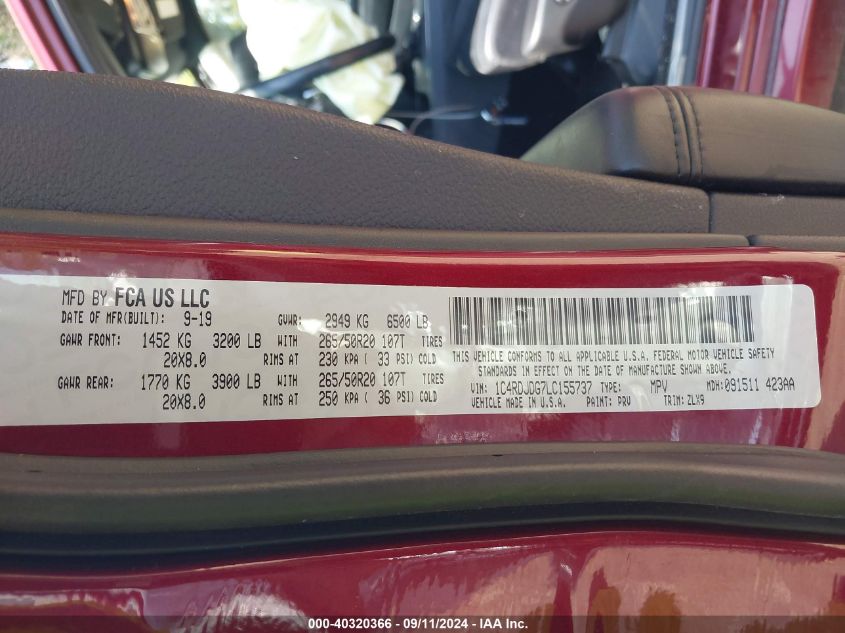 MFD BY FCA US LLC
DATE OF MFR(BUILT): 9-19 GVWR: 2949 KG 6500 LB
GAWR FRONT: 1452 KG 3200 LB WITH 265/50R20 107T TIRES
20X8.0 RIMS AT 230 KPA ( 33 PSI) COLD
GAWR REAR: 1770 KG 3900 LB WITH 265/50R20 107T TIRES
20X8.0 RIMS AT 250 KPA ( 36 PSI) COLD
THIS VEHICLE CONFORMS TO ALL APPLICABLE U.S.A. FEDERAL MOTOR VEHICLE SAFETY
STANDARDS IN EFFECT ON THE DATE OF MANUFACTURE SHOWN ABOVE.
VIN: 1C4RDJDG7LC155737 TYPE: MPV MDH: 091511 423AA
VEHICLE MADE IN U.S.A. PAINT: PRV TRIM: ZLX9
000-40320366 - 09/11/2024 - IAA Inc.